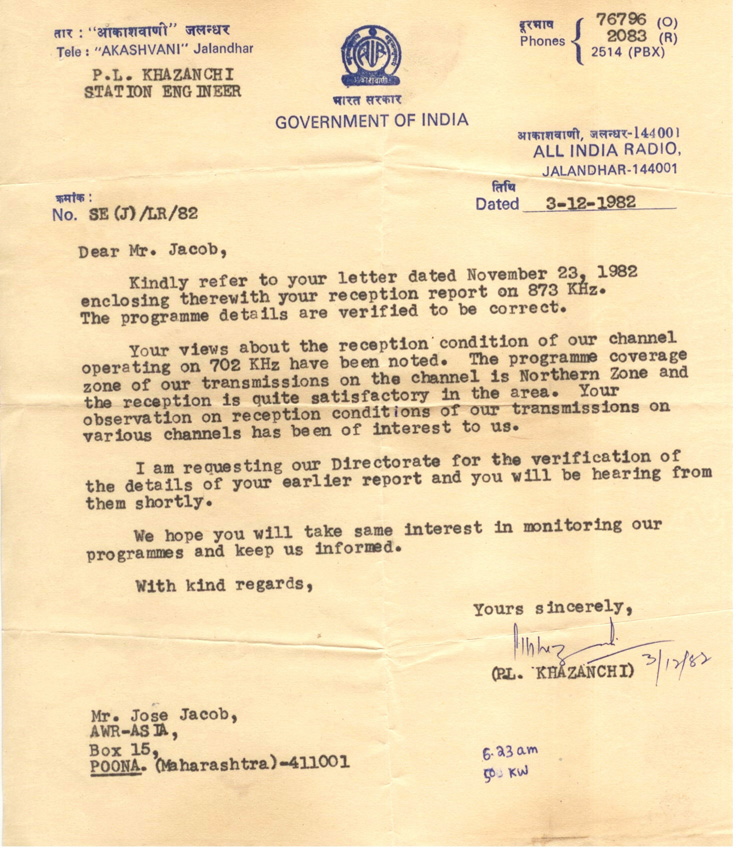 तार : "आकाशवाणी" जलन्धर
Tele : "AKASHVANI" Jalandhar
P.L. KHAZANCHI
STATION ENGINEER
AIR
आकाशवाणी
भारत सरकार
GOVERNMENT OF INDIA
दूरभाष
Phones
76796 (O)
2083 (R)
2514 (PBX)
आकाशवाणी, जलन्धर-144001
ALL INDIA RADIO,
JALANDHAR-144001
क्रमांक :
No. SE(J)/LR/82
तिथि
Dated 3-12-1982
Dear Mr. Jacob,
Kindly refer to your letter dated November 23, 1982
enclosing therewith your reception report on 873 KHz.
The programme details are verified to be correct.
Your views about the reception condition of our channel
operating on 702 KHz have been noted. The programme coverage
zone of our transmissions on the channel is Northern Zone and
the reception is quite satisfactory in the area. Your
observation on reception conditions of our transmissions on
various channels has been of interest to us.
I am requesting our Directorate for the verification of
the details of your earlier report and you will be hearing from
them shortly.
We hope you will take same interest in monitoring our
programmes and keep us informed.
With kind regards,
Yours sincerely,
(P.L. KHAZANCHI) 3/12/82
Mr. Jose Jacob,
AWR-ASIA,
Box 15,
POONA. (Maharashtra)-411001
6.23 am
KW